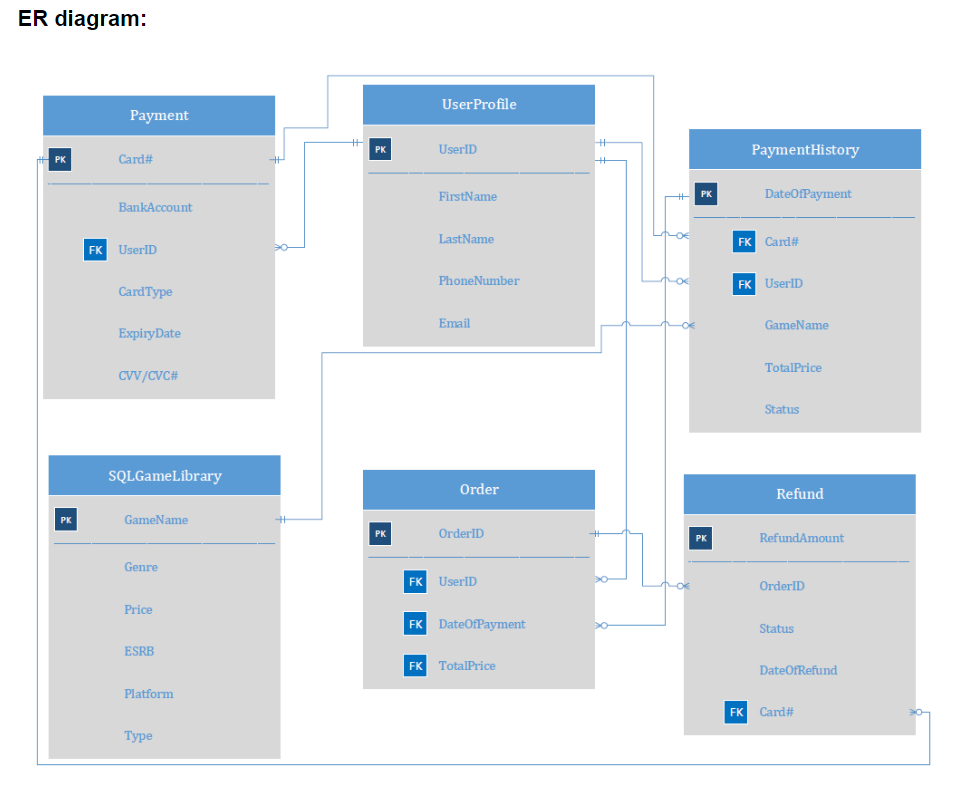 ER diagram:
Payment
PK Card#
BankAccount
FK UserID
CardType
ExpiryDate
CVV/CVC#
UserProfile
PK UserID
FirstName
LastName
PhoneNumber
Email
PaymentHistory
PK DateOfPayment
FK Card#
FK UserID
GameName
TotalPrice
Status
SQLGameLibrary
PK GameName
Genre
Price
ESRB
Platform
Type
Order
PK OrderID
FK UserID
FK DateOfPayment
FK TotalPrice
Refund
PK RefundAmount
OrderID
Status
DateOfRefund
FK Card#